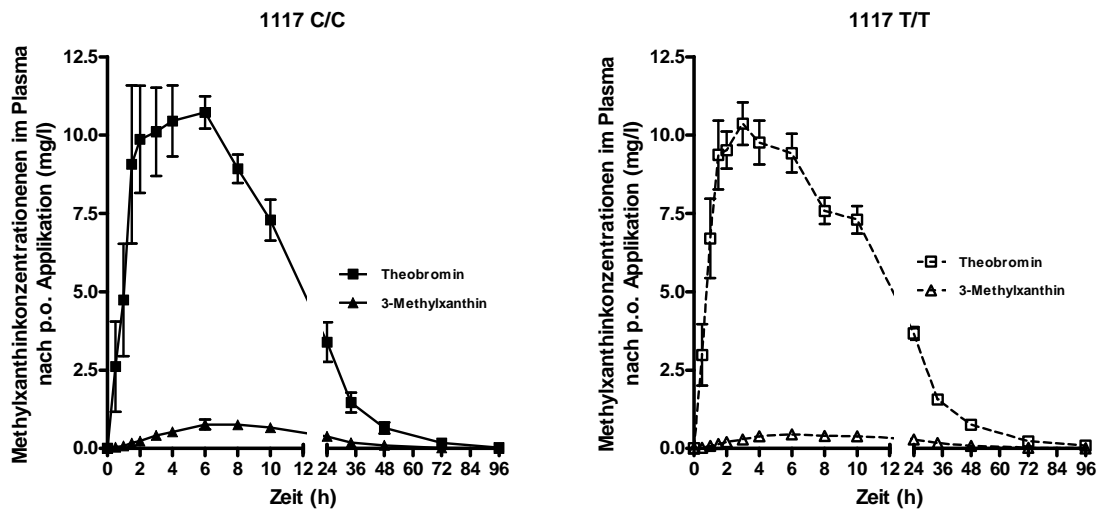 1117 C/C
Methylxanthinkonzentrationenen im Plasma
nach p.o. Applikation (mg/l)
12.5
10.0
7.5
5.0
2.5
0.0
Theobromin
3-Methylxanthin
0 2 4 6 8 10 12 24 36 48 60 72 84 96
Zeit (h)
1117 T/T
Methylxanthinkonzentrationen im Plasma
nach p.o. Applikation (mg/l)
12.5
10.0
7.5
5.0
2.5
0.0
Theobromin
3-Methylxanthin
0 2 4 6 8 10 12 24 36 48 60 72 84 96
Zeit (h)